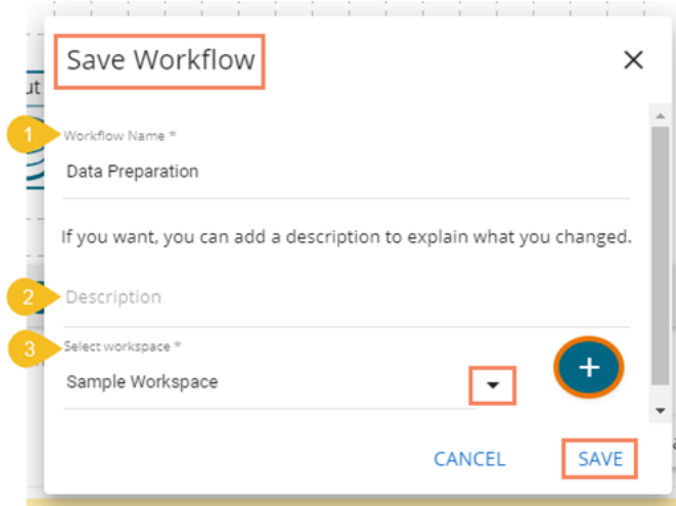 Save Workflow
ut
1
Workflow Name *
Data Preparation
If you want, you can add a description to explain what you changed.
2
Description
3
Select workspace *
Sample Workspace
+
CANCEL
SAVE